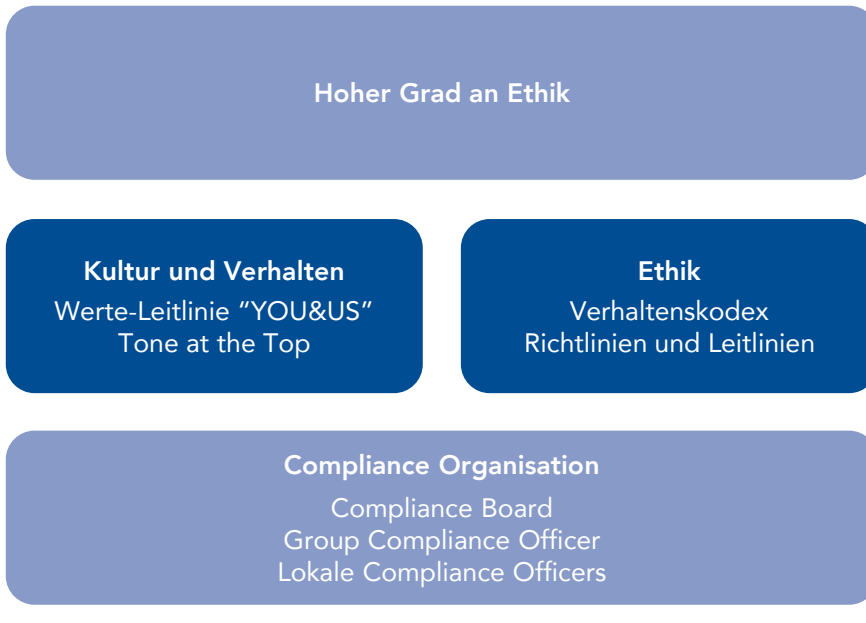 Hoher Grad an Ethik
Kultur und Verhalten
Werte-Leitlinie “YOU&US”
Tone at the Top
Ethik
Verhaltenskodex
Richtlinien und Leitlinien
Compliance Organisation
Compliance Board
Group Compliance Officer
Lokale Compliance Officers